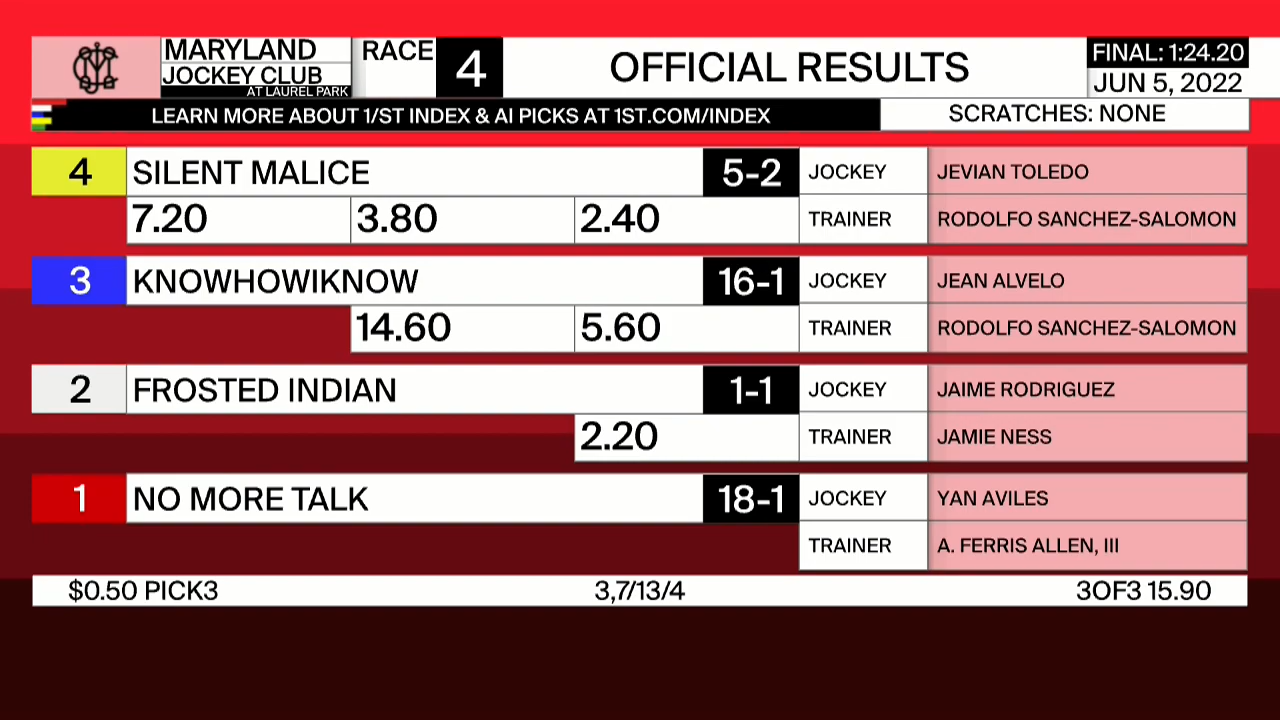 MARYLAND
JOCKEY CLUB
AT LAUREL PARK
RACE 4
OFFICIAL RESULTS
FINAL: 1:24.20
JUN 5, 2022
LEARN MORE ABOUT 1/ST INDEX & AI PICKS AT 1ST.COM/INDEX
SCRATCHES: NONE
4 SILENT MALICE 5-2 JOCKEY JEVIAN TOLEDO
7.20 3.80 2.40 TRAINER RODOLFO SANCHEZ-SALOMON
3 KNOWHOWIKNOW 16-1 JOCKEY JEAN ALVELO
14.60 5.60 TRAINER RODOLFO SANCHEZ-SALOMON
2 FROSTED INDIAN 1-1 JOCKEY JAIME RODRIGUEZ
2.20 TRAINER JAMIE NESS
1 NO MORE TALK 18-1 JOCKEY YAN AVILES
TRAINER A. FERRIS ALLEN, III
$0.50 PICK3 3,7/13/4 3OF3 15.90